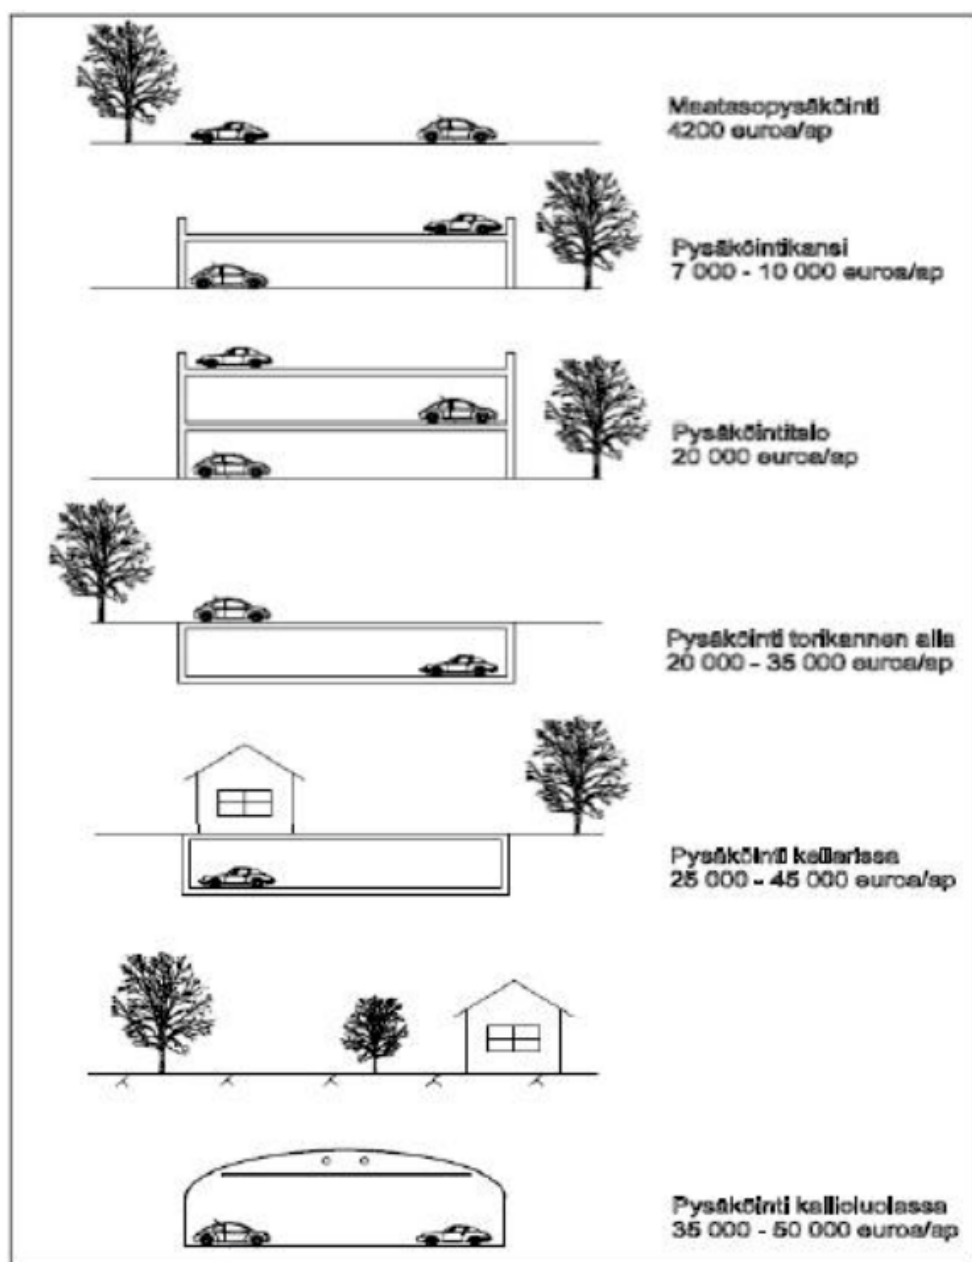 Maatasopysäköinti
4200 euroa/ap
Pysäköintikansi
7 000 - 10 000 euroa/ap
Pysäköintitalo
20 000 euroa/ap
Pysäköinti torikannen alla
20 000 - 35 000 euroa/ap
Pysäköinti kellarissa
25 000 - 45 000 euroa/ap
Pysäköinti kallioluolassa
35 000 - 50 000 euroa/ap